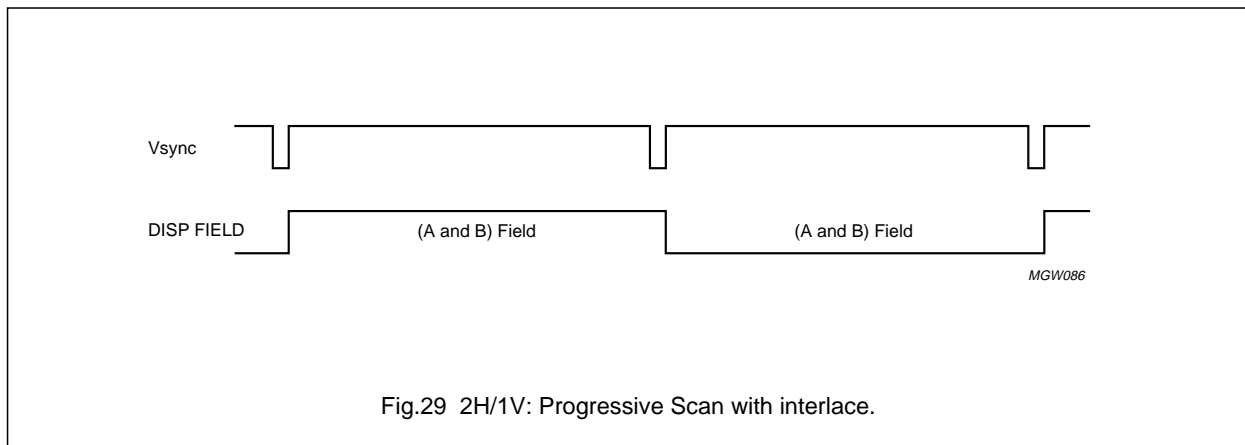 Vsync
DISP FIELD (A and B) Field (A and B) Field
MGW086
Fig.29 2H/1V: Progressive Scan with interlace.